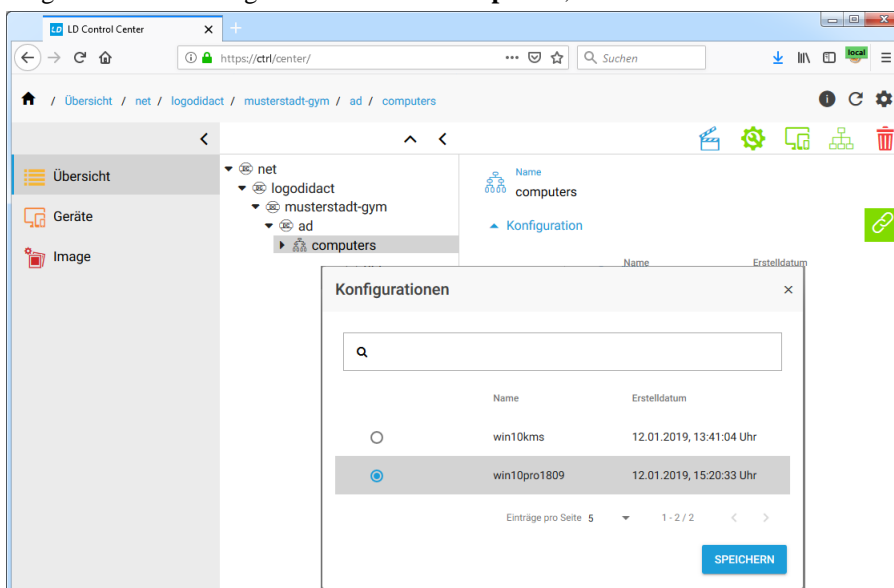 LD LD Control Center
https://ctrl/center/
Suchen
local
/ Übersicht / net / logodidact / musterstadt-gym / ad / computers
Übersicht
Geräte
Image
net
logodidact
musterstadt-gym
ad
computers
Name
computers
Konfiguration
Name Erstelldatum
Konfigurationen
Name Erstelldatum
win10kms 12.01.2019, 13:41:04 Uhr
win10pro1809 12.01.2019, 15:20:33 Uhr
Einträge pro Seite 5 1 - 2 / 2
SPEICHERN